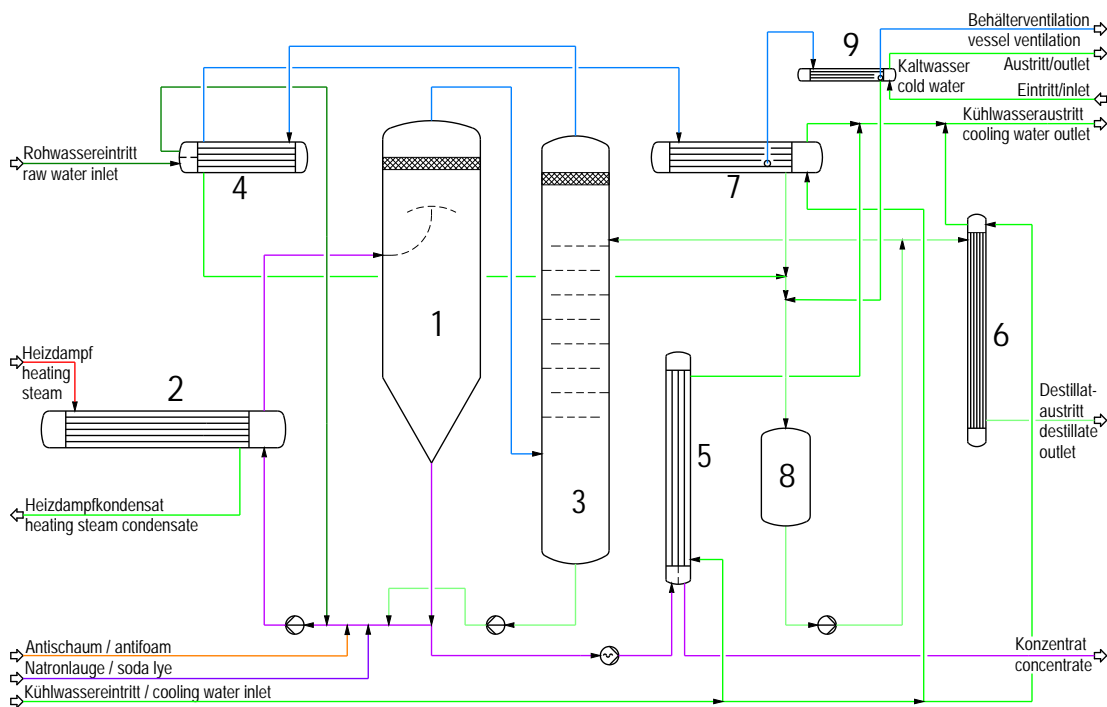 Behälterventilation
vessel ventilation
9
Kaltwasser
cold water
Austritt/outlet
Eintritt/inlet
Kühlwasseraustritt
cooling water outlet
Rohwassereintritt
raw water inlet
4
7
1
6
Heizdampf
heating
steam
2
Destillat-
austritt
destillate
outlet
5
8
3
Heizdampfkondensat
heating steam condensate
Antischaum / antifoam
Natronlauge / soda lye
Kühlwassereintritt / cooling water inlet
Konzentrat
concentrate